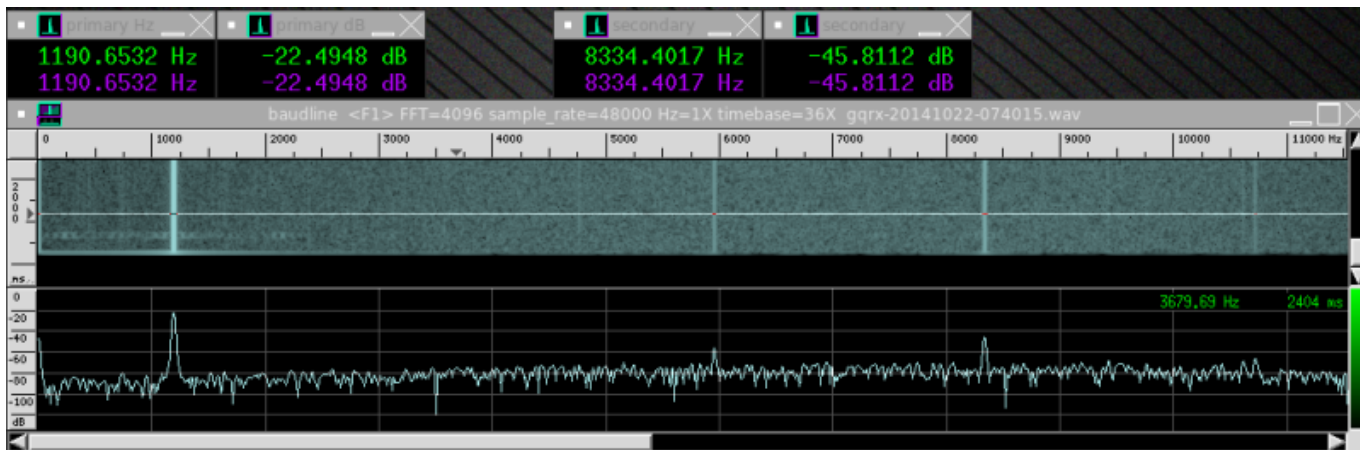 primary Hz primary dB secondary secondary
1190.6532 Hz -22.4948 dB 8334.4017 Hz -45.8112 dB
1190.6532 Hz -22.4948 dB 8334.4017 Hz -45.8112 dB
baudline <F1> FFT=4096 sample_rate=48000 Hz=1X timebase=36X gqrx-20141022-074015.wav
0 1000 2000 3000 4000 5000 6000 7000 8000 9000 10000 11000 Hz
2000
ms
0 3679.69 Hz 2404 ms
-20
-40
-60
-80
-100
dB